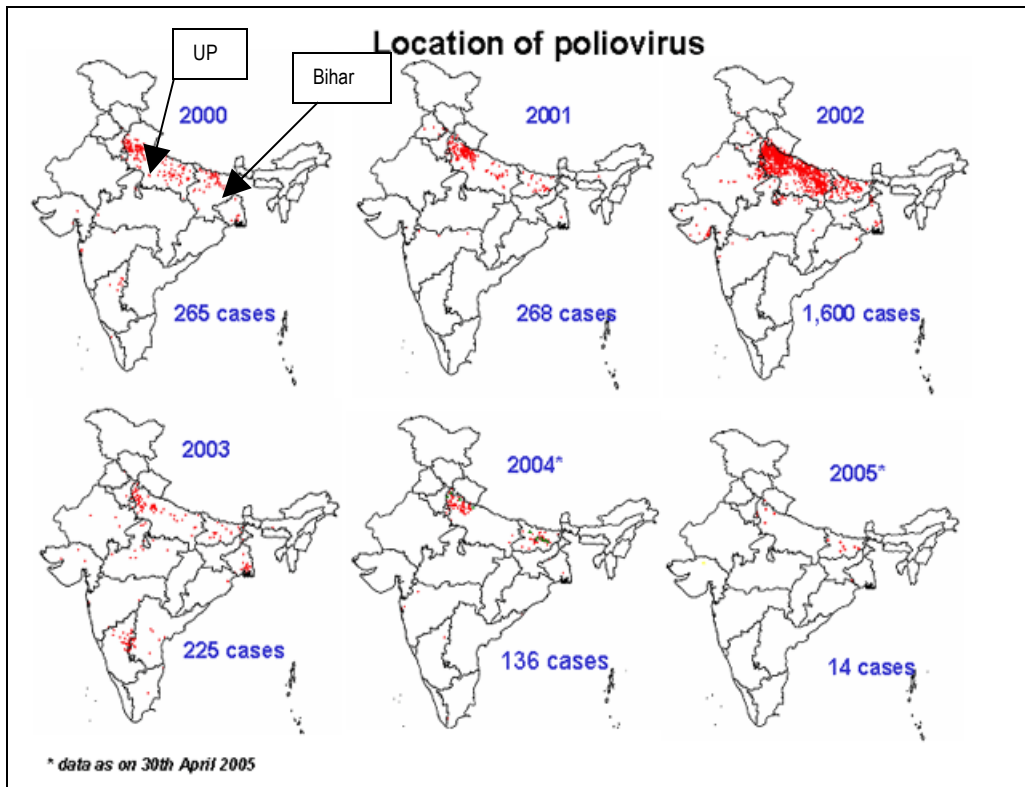 Location of poliovirus
UP
Bihar
2000
2001
2002
265 cases
268 cases
1,600 cases
2003
2004*
2005*
225 cases
136 cases
14 cases
* data as on 30th April 2005